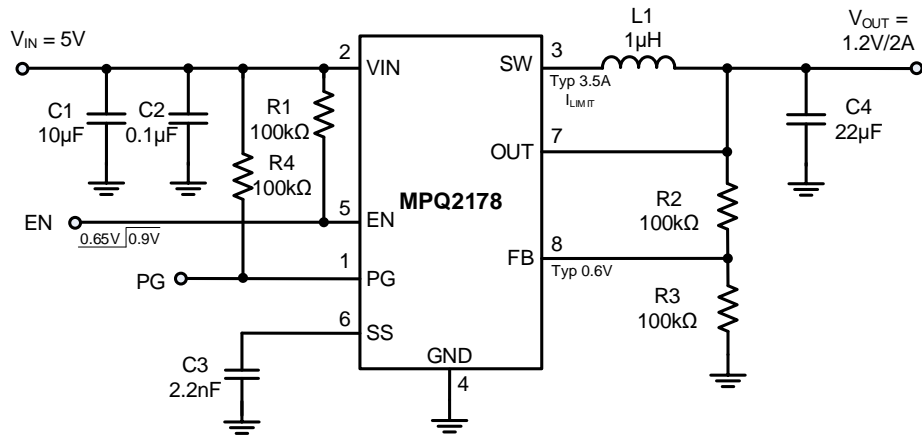 V_IN = 5V
C1
10µF
C2
0.1µF
R1
100kΩ
R4
100kΩ
EN
0.65V 0.9V
PG
C3
2.2nF
2
VIN
5
EN
1
PG
6
SS
MPQ2178
GND
4
3
SW
Typ 3.5A
I_LIMIT
7
OUT
8
FB
Typ 0.6V
L1
1µH
V_OUT =
1.2V/2A
C4
22µF
R2
100kΩ
R3
100kΩ